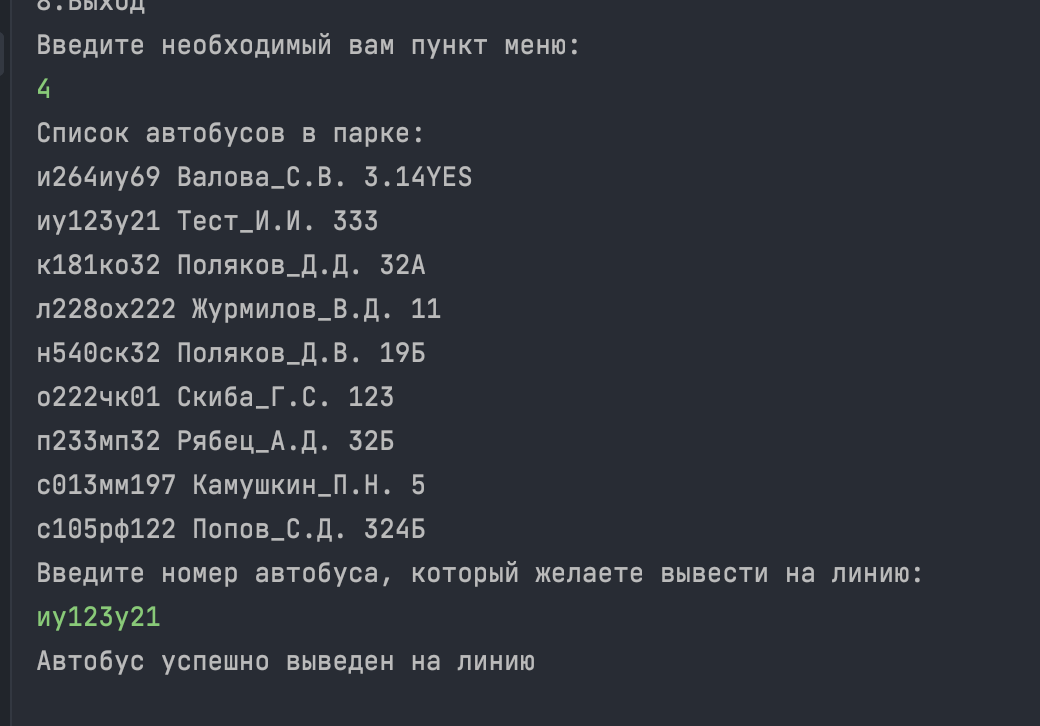 8.Выход
Введите необходимый вам пункт меню:
4
Список автобусов в парке:
и264иу69 Валова_С.В. 3.14YES
иу123у21 Тест_И.И. 333
к181ко32 Поляков_Д.Д. 32А
л228ох222 Журмилов_В.Д. 11
н540ск32 Поляков_Д.В. 19Б
о222чк01 Скиба_Г.С. 123
п233мп32 Рябец_А.Д. 32Б
с013мм197 Камушкин_П.Н. 5
с105рф122 Попов_С.Д. 324Б
Введите номер автобуса, который желаете вывести на линию:
иу123у21
Автобус успешно выведен на линию